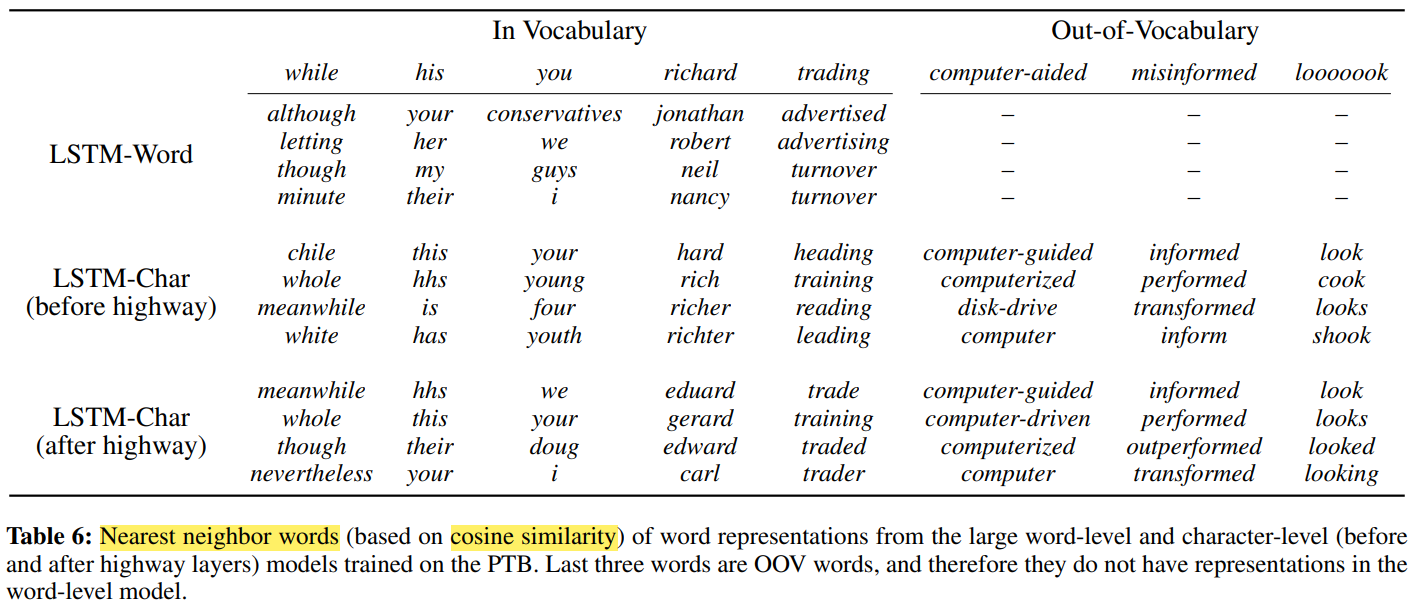 In Vocabulary Out-of-Vocabulary
while his you richard trading computer-aided misinformed looooook
although your conservatives jonathan advertised – – –
letting her we robert advertising – – –
LSTM-Word
though my guys neil turnover – – –
minute their i nancy turnover – – –
chile this your hard heading computer-guided informed look
LSTM-Char whole hhs young rich training computerized performed cook
(before highway) meanwhile is four richer reading disk-drive transformed looks
white has youth richter leading computer inform shook
meanwhile hhs we eduard trade computer-guided informed look
LSTM-Char whole this your gerard training computer-driven performed looks
(after highway) though their doug edward traded computerized outperformed looked
nevertheless your i carl trader computer transformed looking
Table 6: Nearest neighbor words (based on cosine similarity) of word representations from the large word-level and character-level (before
and after highway layers) models trained on the PTB. Last three words are OOV words, and therefore they do not have representations in the
word-level model.